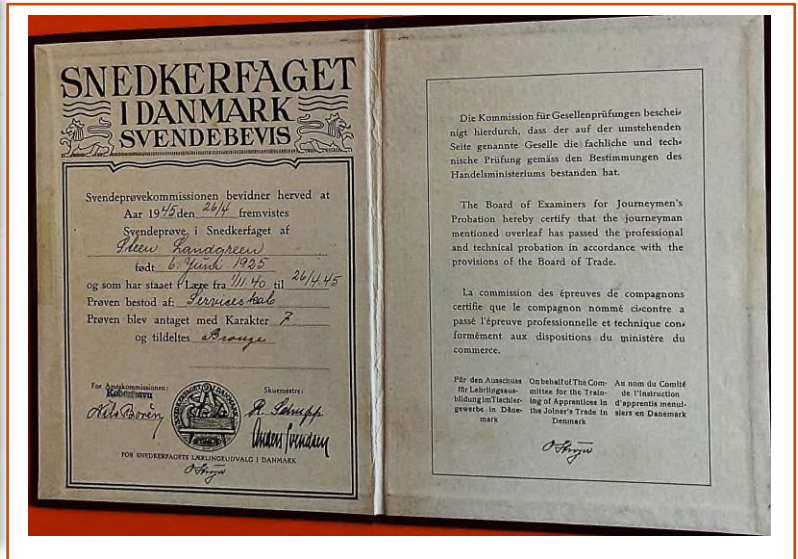 SNEDKERFAGET
I DANMARK
SVENDEBEVIS
Svendeprøvekommissionen bevidner herved at
Aar 1945 den 26/4 fremvistes
Svendeprøve i Snedkerfaget af
Steen Landgreen
født 6. Juni 1925
og som har staaet i Lære fra 1/11.40 til 26/4.45
Prøven bestod af: Serviceskab
Prøven blev antaget med Karakter 7
og tildeltes Bronze
For Amtskommissionen:
København
Skuemestre:
R. Schrupp
Anders Svendsen
FOR SNEDKERFAGETS LÆRLINGEUDVALG I DANMARK
Die Kommission für Gesellenprüfungen beschei-
nigt hierdurch, dass der auf der umstehenden
Seite genannte Geselle die fachliche und tech-
nische Prüfung gemäss den Bestimmungen des
Handelsministeriums bestanden hat.
The Board of Examiners for Journeymen's
Probation hereby certify that the journeyman
mentioned overleaf has passed the professional
and technical probation in accordance with the
provisions of the Board of Trade.
La commission des épreuves de compagnons
certifie que le compagnon nommé ci-contre a
passé l'épreuve professionnelle et technique con-
formément aux dispositions du ministère du
commerce.
Für den Ausschuss
für Lehrlingsaus-
bildung im Tischler-
gewerbe in Däne-
mark
On behalf of The Com-
mittee for the Train-
ing of Apprentices in
the Joiner's Trade in
Denmark
Au nom du Comité
de l'Instruction
d'apprentis menui-
siers en Danemark